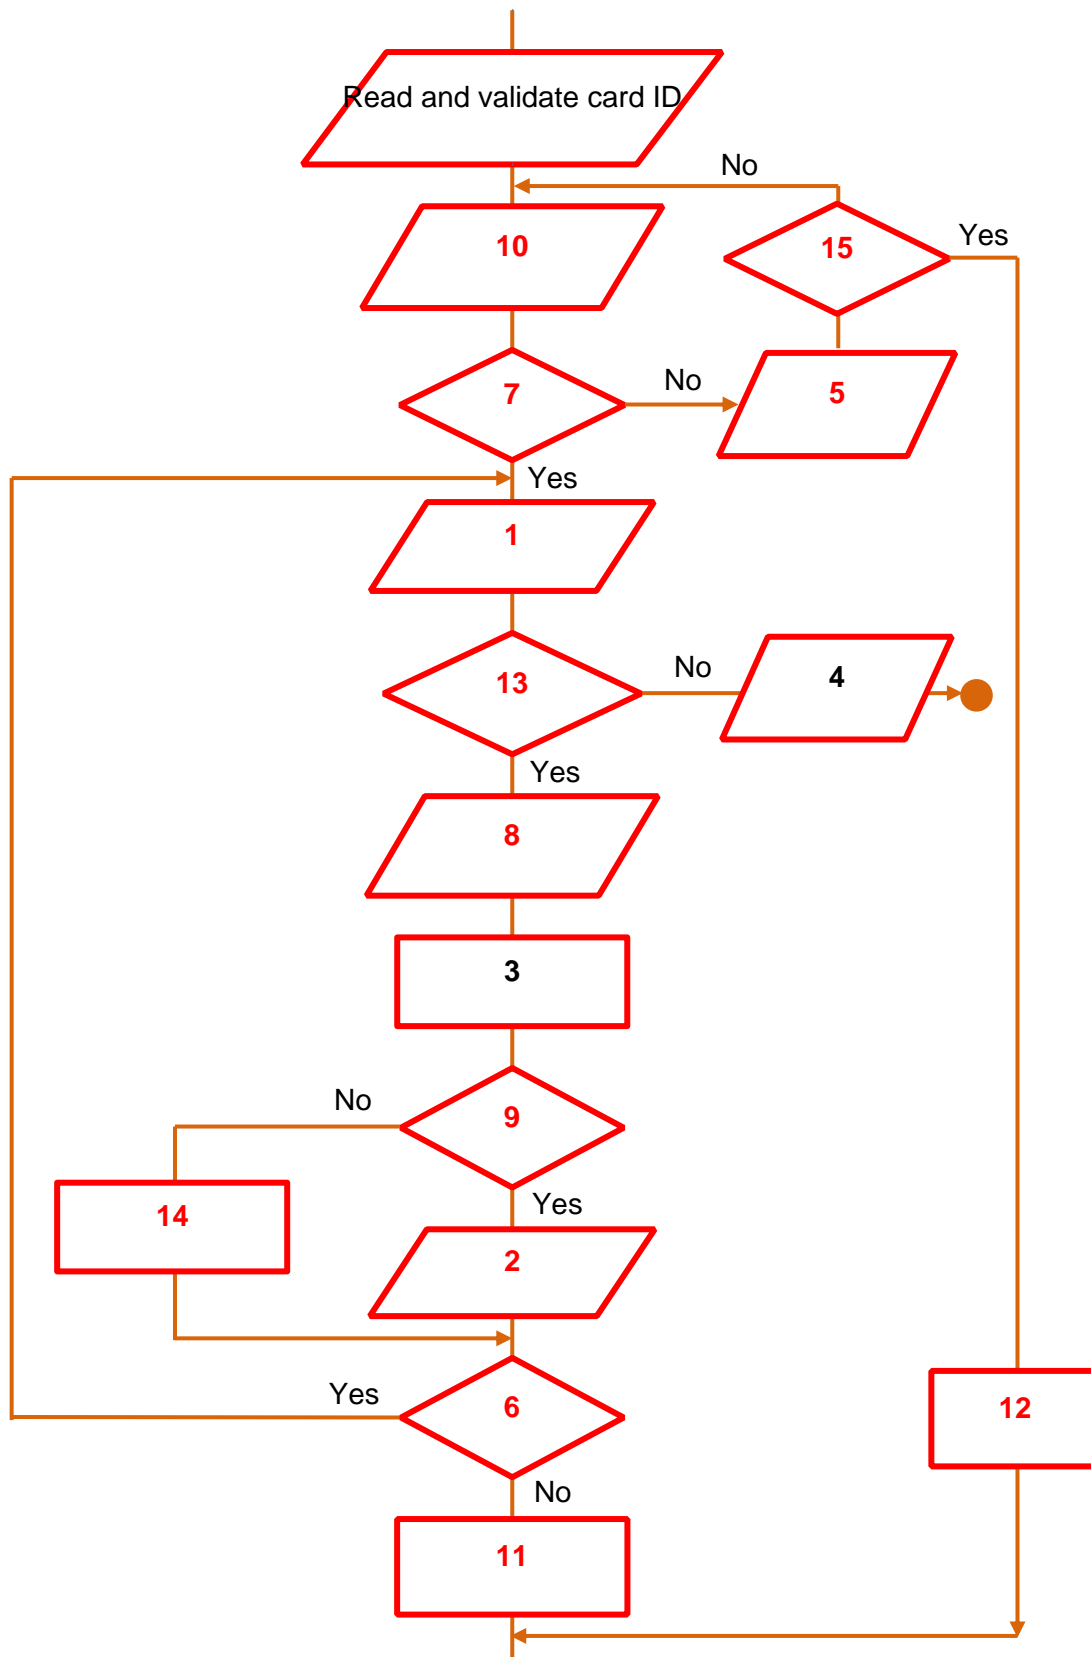 Read and validate card ID
No
10
15
Yes
7
No
5
Yes
1
13
No
4
Yes
8
3
No
9
Yes
14
2
Yes
6
12
No
11